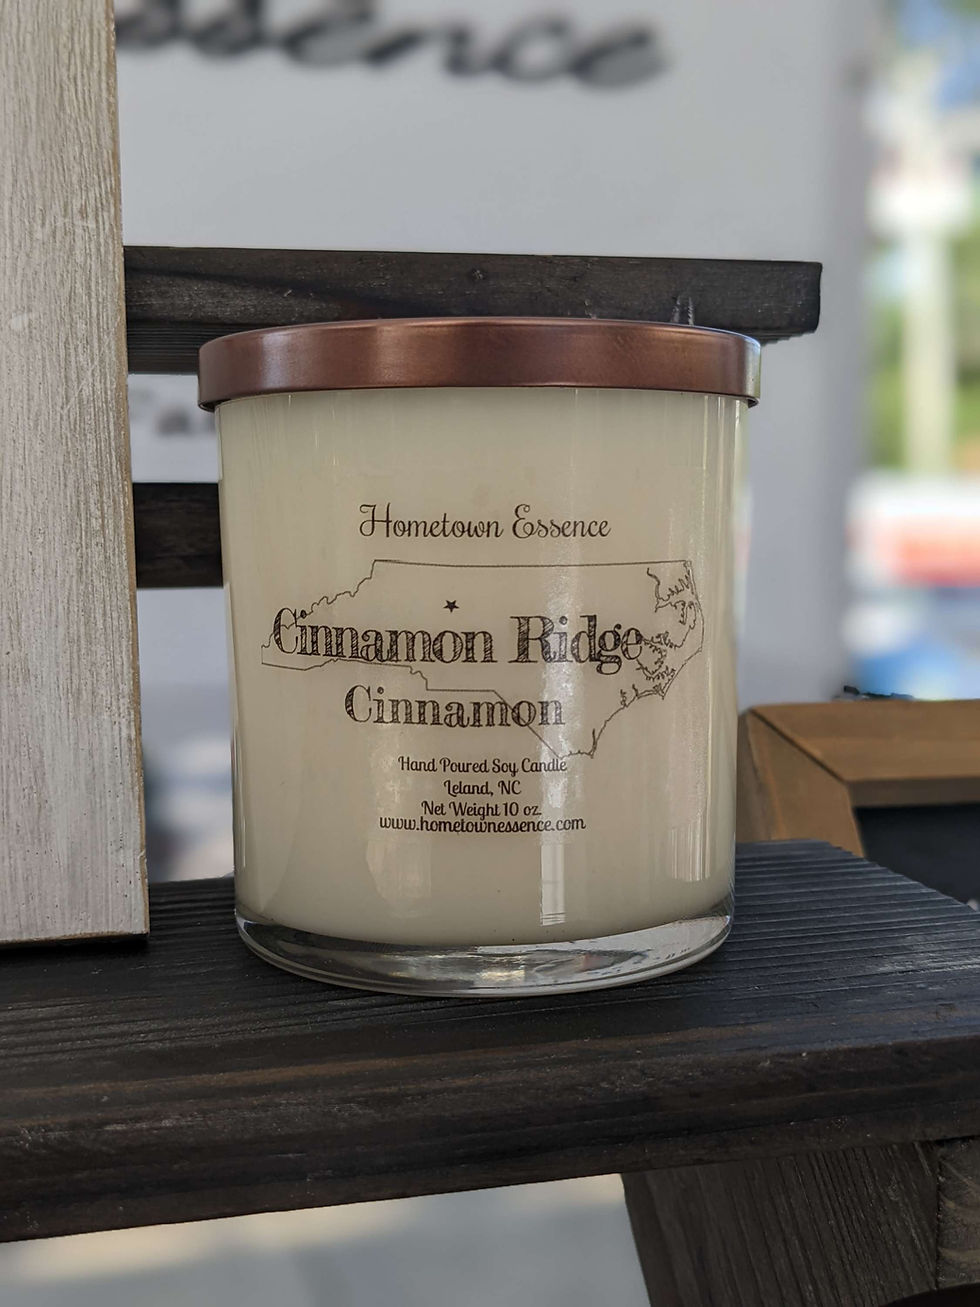 Hometown Essence
Cinnamon Ridge
Cinnamon
Hand Poured Soy Candle
Leland, NC
Net Weight 10 oz.
www.hometownessence.com